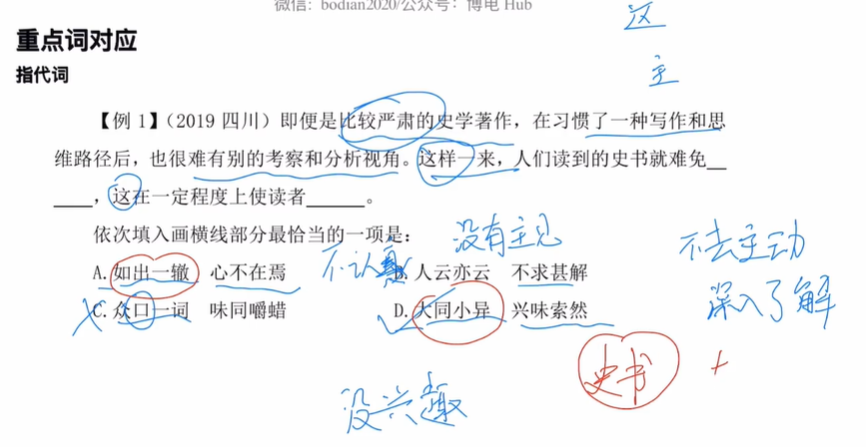 微信: bodian2020/公众号：博电 Hub
这
主
重点词对应
指代词
【例 1】（2019 四川）即便是比较严肃的史学著作，在习惯了一种写作和思
维路径后，也很难有别的考察和分析视角。这样一来，人们读到的史书就难免__
____，这在一定程度上使读者______。
依次填入画横线部分最恰当的一项是：
没有主见
不去主动
深入了解
A. 如出一辙 心不在焉 不认真 B. 人云亦云 不求甚解
C. 众口一词 味同嚼蜡 D. 大同小异 兴味索然
史书
没兴趣